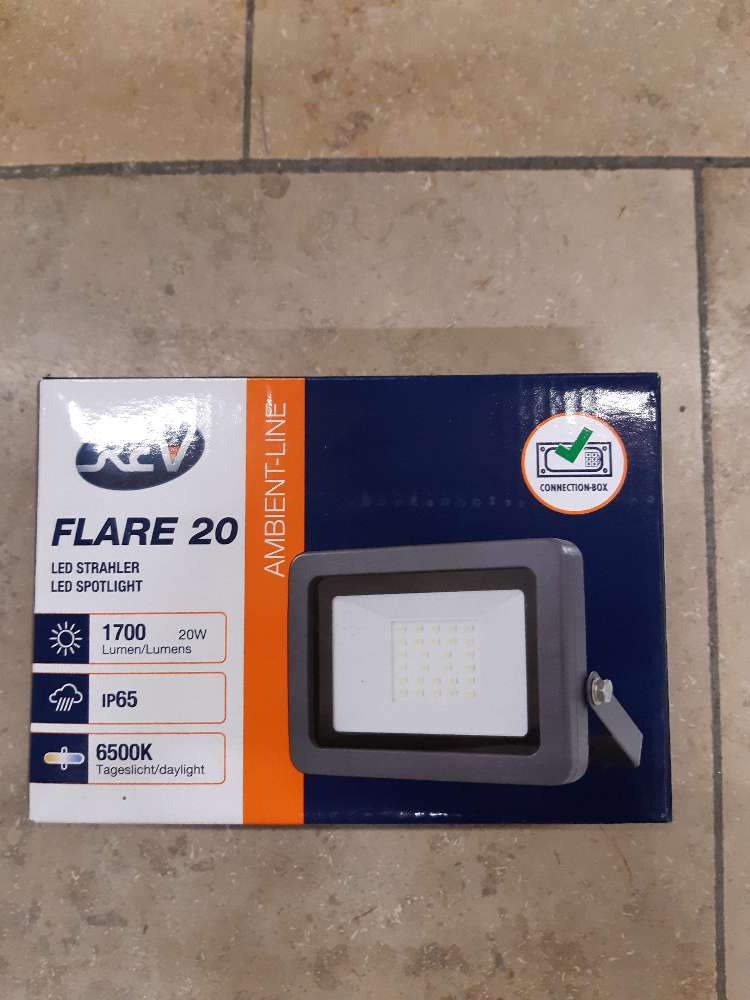 REV
FLARE 20
LED STRAHLER
LED SPOTLIGHT
1700 20W
Lumen/Lumens
IP65
6500K
Tageslicht/daylight
AMBIENT-LINE
CONNECTION-BOX